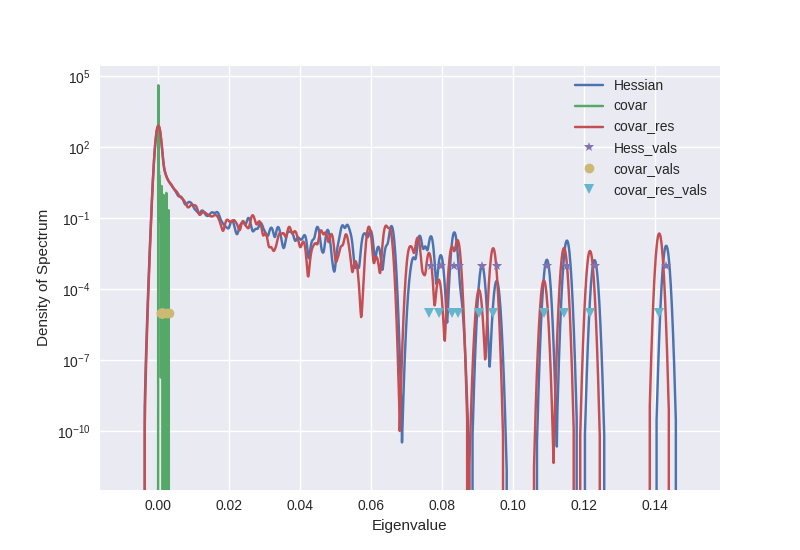 10^5
10^2
10^−1
10^−4
10^−7
10^−10
Density of Spectrum
Hessian
covar
covar_res
Hess_vals
covar_vals
covar_res_vals
0.00 0.02 0.04 0.06 0.08 0.10 0.12 0.14
Eigenvalue